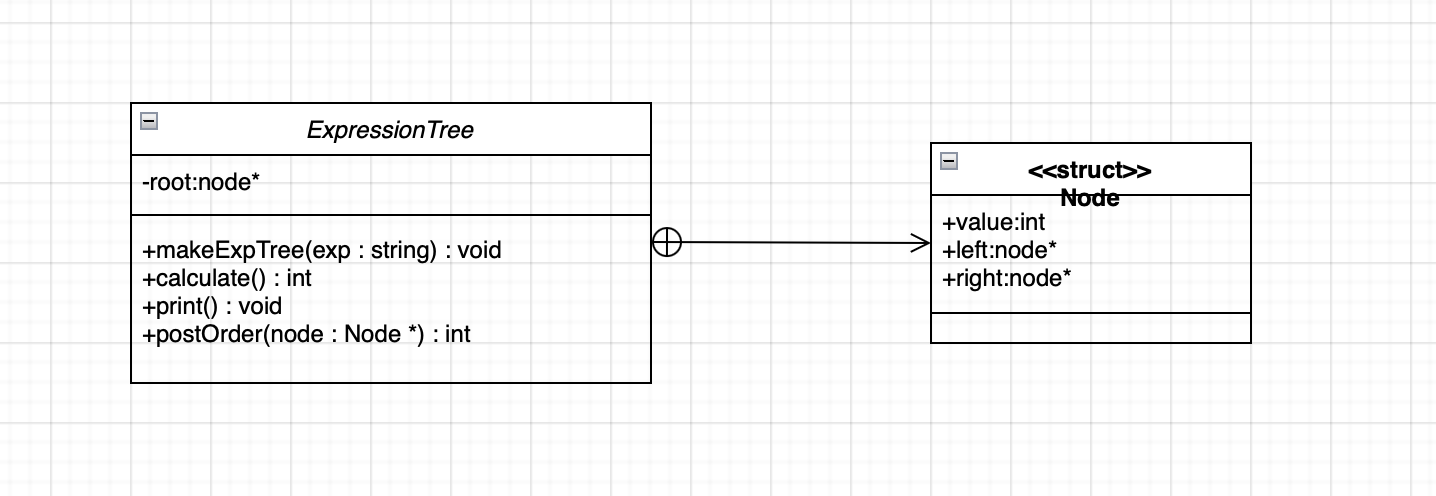 ExpressionTree
-root:node*
+makeExpTree(exp : string) : void
+calculate() : int
+print() : void
+postOrder(node : Node *) : int
<<struct>>
Node
+value:int
+left:node*
+right:node*